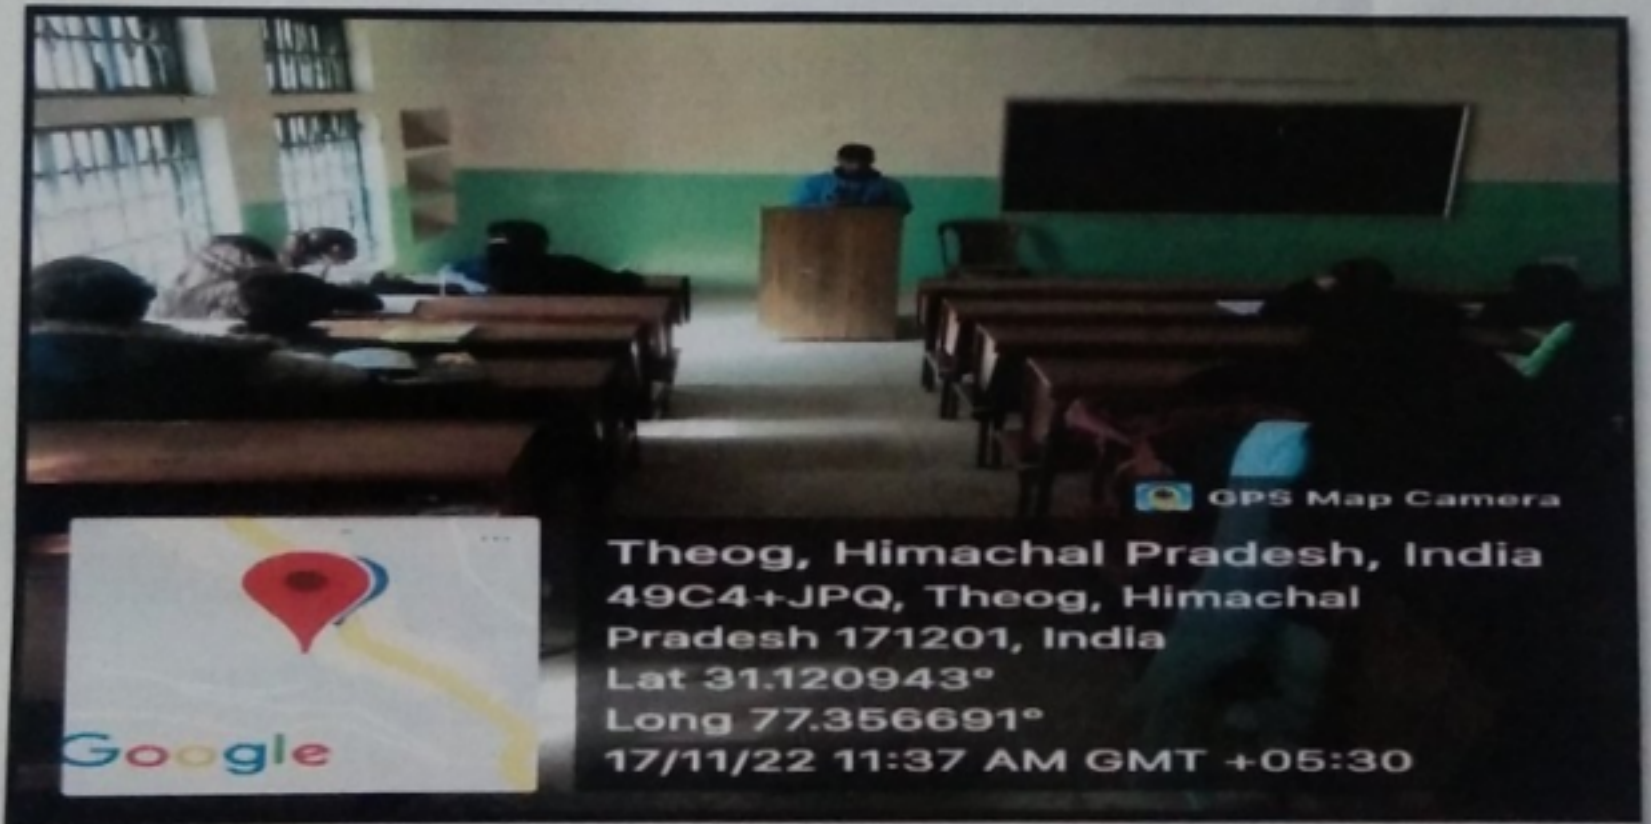 GPS Map Camera
Theog, Himachal Pradesh, India
49C4+JPQ, Theog, Himachal
Pradesh 171201, India
Lat 31.120943°
Long 77.356691°
17/11/22 11:37 AM GMT +05:30
Google